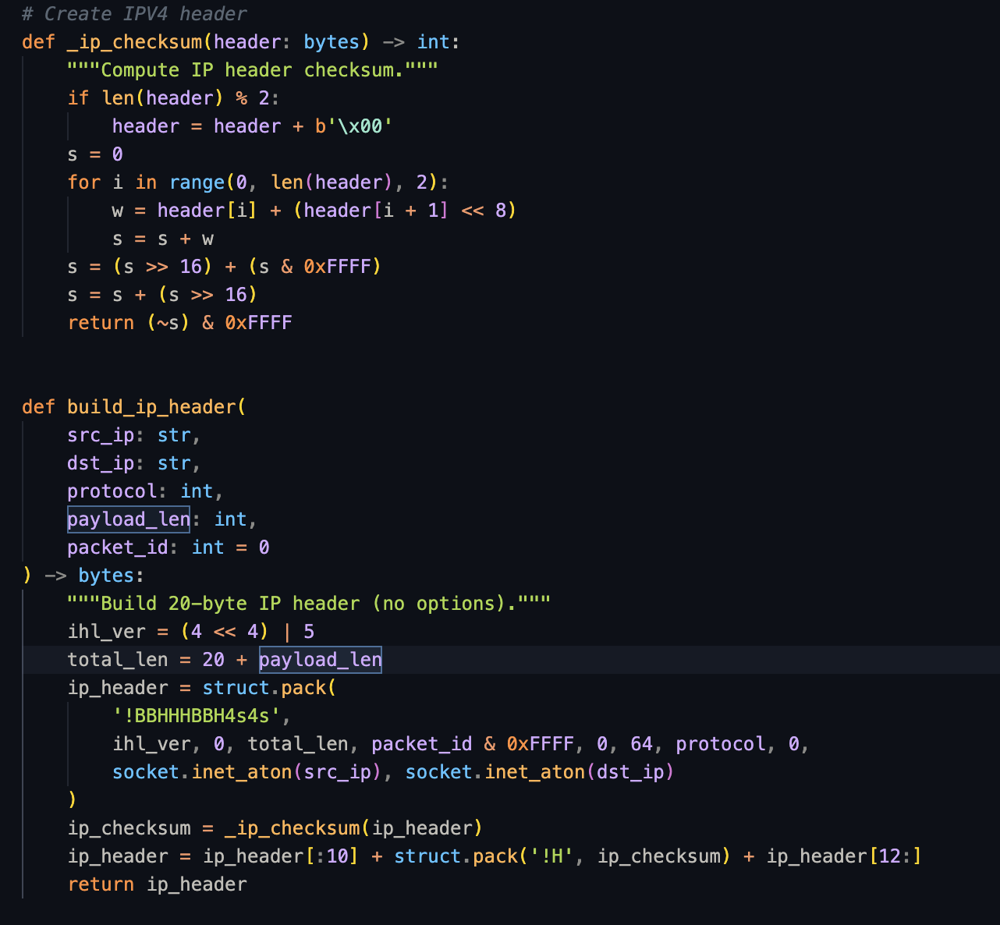 # Create IPV4 header
def _ip_checksum(header: bytes) -> int:
    """Compute IP header checksum."""
    if len(header) % 2:
        header = header + b'\x00'
    s = 0
    for i in range(0, len(header), 2):
        w = header[i] + (header[i + 1] << 8)
        s = s + w
    s = (s >> 16) + (s & 0xFFFF)
    s = s + (s >> 16)
    return (~s) & 0xFFFF
def build_ip_header(
    src_ip: str,
    dst_ip: str,
    protocol: int,
    payload_len: int,
    packet_id: int = 0
) -> bytes:
    """Build 20-byte IP header (no options)."""
    ihl_ver = (4 << 4) | 5
    total_len = 20 + payload_len
    ip_header = struct.pack(
        '!BBHHHBBH4s4s',
        ihl_ver, 0, total_len, packet_id & 0xFFFF, 0, 64, protocol, 0,
        socket.inet_aton(src_ip), socket.inet_aton(dst_ip)
    )
    ip_checksum = _ip_checksum(ip_header)
    ip_header = ip_header[:10] + struct.pack('!H', ip_checksum) + ip_header[12:]
    return ip_header